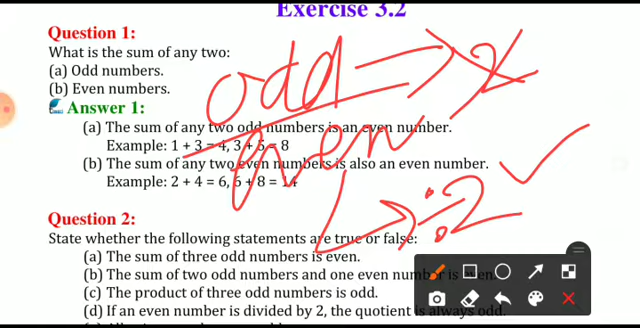 Exercise 3.2
Question 1:
What is the sum of any two:
(a) Odd numbers.
(b) Even numbers.
Answer 1:
(a) The sum of any two odd numbers is an even number.
Example: 1 + 3 = 4, 3 + 5 = 8
(b) The sum of any two even numbers is also an even number.
Example: 2 + 4 = 6, 6 + 8 = 14
odd → 2
even
→ ÷2 ✓
Question 2:
State whether the following statements are true or false:
(a) The sum of three odd numbers is even.
(b) The sum of two odd numbers and one even number is even.
(c) The product of three odd numbers is odd.
(d) If an even number is divided by 2, the quotient is always odd.